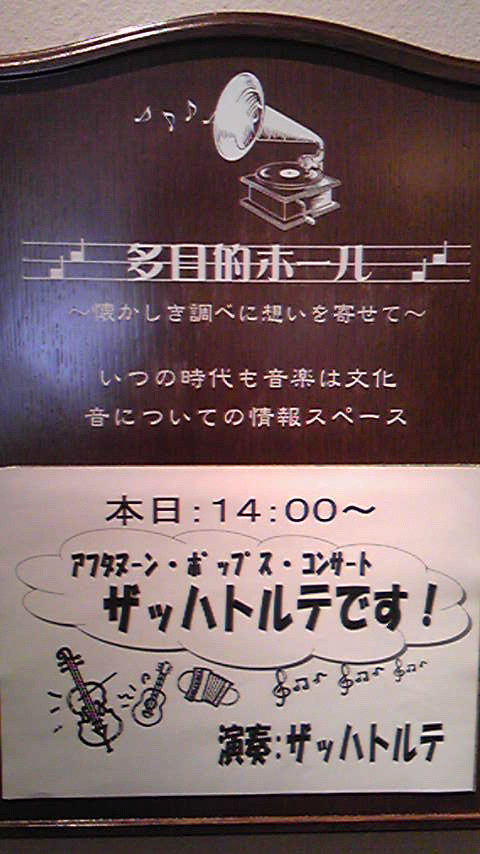 多目的ホール
～懐かしき調べに想いを寄せて～
いつの時代も音楽は文化
音についての情報スペース
本日:14:00～
アフタヌーン・ポップス・コンサート
ザッハトルテです!
演奏:ザッハトルテ